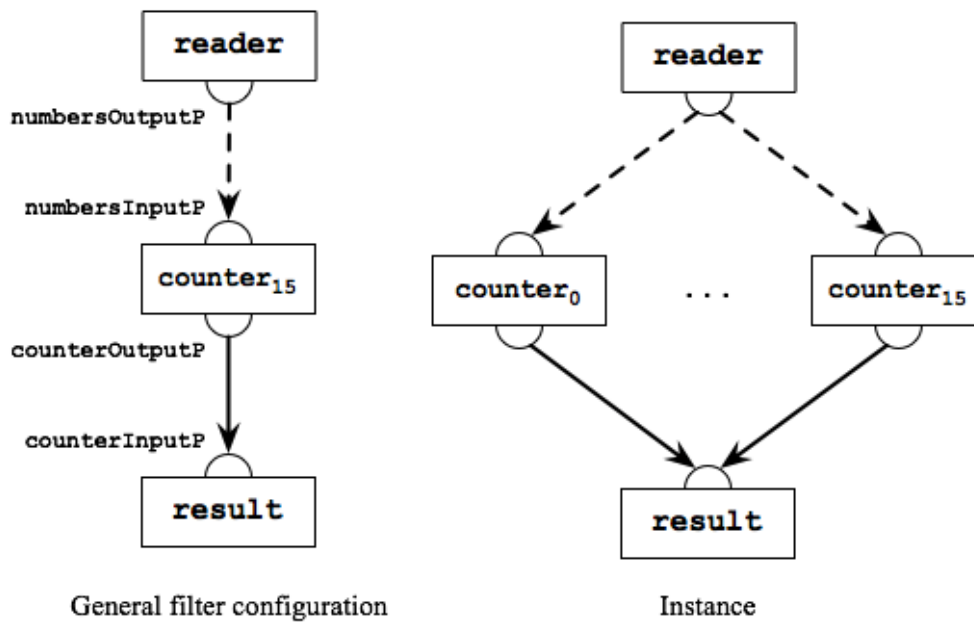 reader
numbersOutputP
numbersInputP
counter15
counterOutputP
counterInputP
result
General filter configuration
reader
counter0
...
counter15
result
Instance